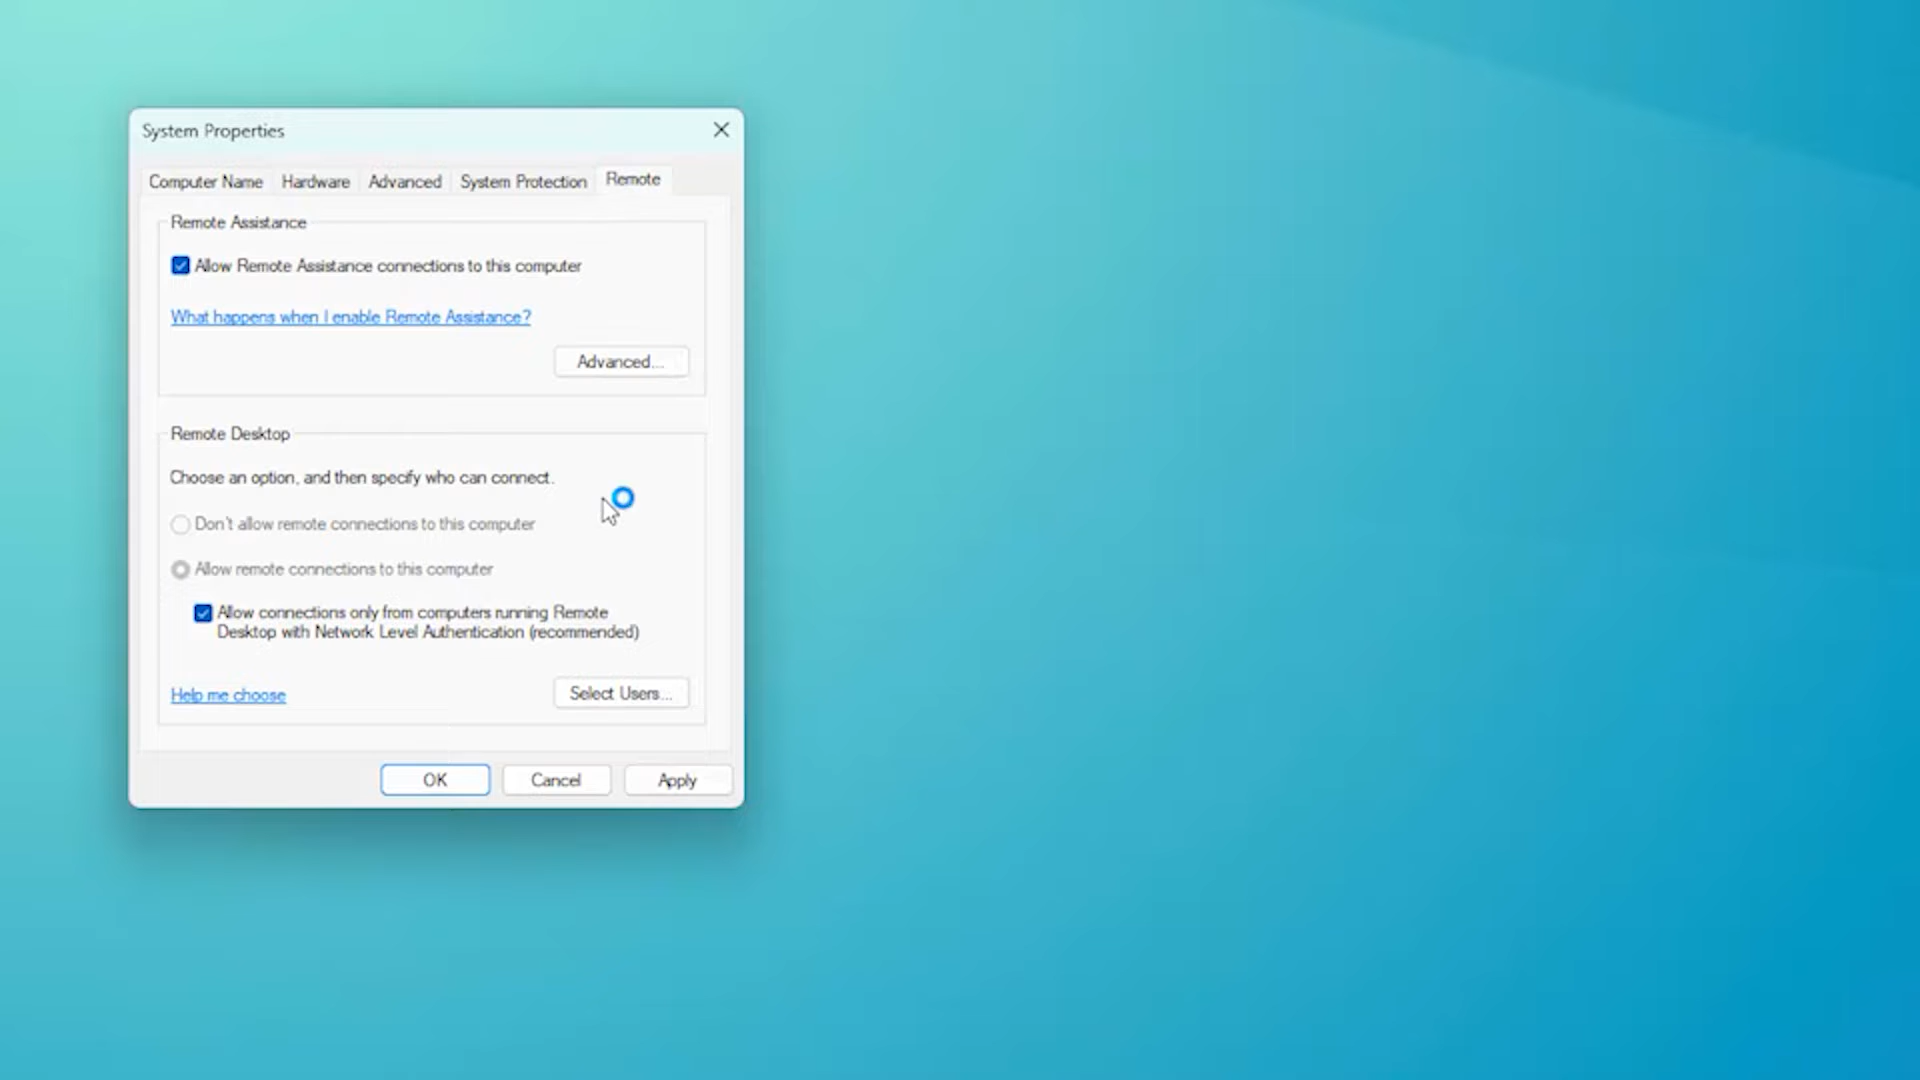 System Properties
Computer Name
Hardware
Advanced
System Protection
Remote
Remote Assistance
Allow Remote Assistance connections to this computer
What happens when I enable Remote Assistance?
Advanced...
Remote Desktop
Choose an option, and then specify who can connect.
Don't allow remote connections to this computer
Allow remote connections to this computer
Allow connections only from computers running Remote
Desktop with Network Level Authentication (recommended)
Help me choose
Select Users...
OK
Cancel
Apply